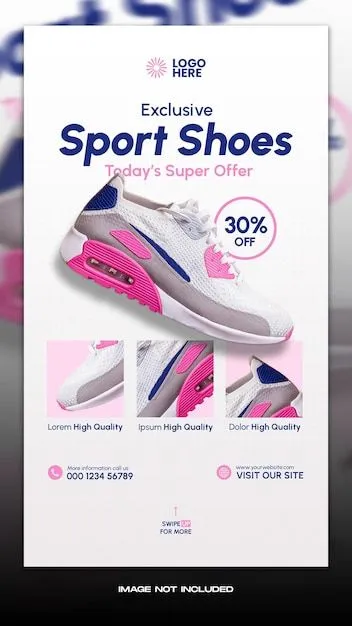 LOGO
HERE
Exclusive
Sport Shoes
Today's Super Offer
30%
OFF
Lorem High Quality
Ipsum High Quality
Dolor High Quality
More information call us
000 1234 56789
www.yourwebsite.com
VISIT OUR SITE
SWIPE UP
FOR MORE
IMAGE NOT INCLUDED